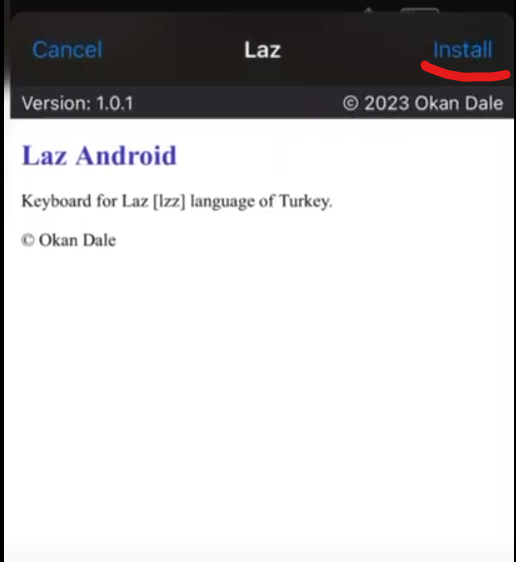 Cancel Laz Install
Version: 1.0.1 © 2023 Okan Dale
Laz Android
Keyboard for Laz [lzz] language of Turkey.
© Okan Dale